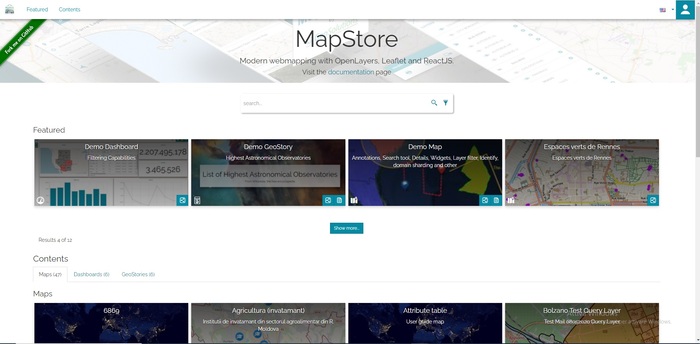 Featured Contents
Fork me on GitHub
MapStore
Modern webmapping with OpenLayers, Leaflet and ReactJS.
Visit the documentation page.
search...
Featured
Demo Dashboard
Filtering Capabilities
2,207,495,176
3,465,526
Demo GeoStory
Highest Astronomical Observatories
List of Highest Astronomical Observatories
Demo Map
Annotations, Search tool, Details, Widgets, Layer filter, Identify,
domain sharding and other
Espaces verts de Rennes
Espaces verts de Rennes
Show more...
Results 4 of 12
Contents
Maps (47) Dashboards (6) GeoStories (6)
Maps
6869
Agricultura (invatamant)
Institutii de invatamant din sectorul agroalimentar din R.
Moldova
Attribute table
User guide map
Bolzano Test Query Layer
Test Mail
Query Layer